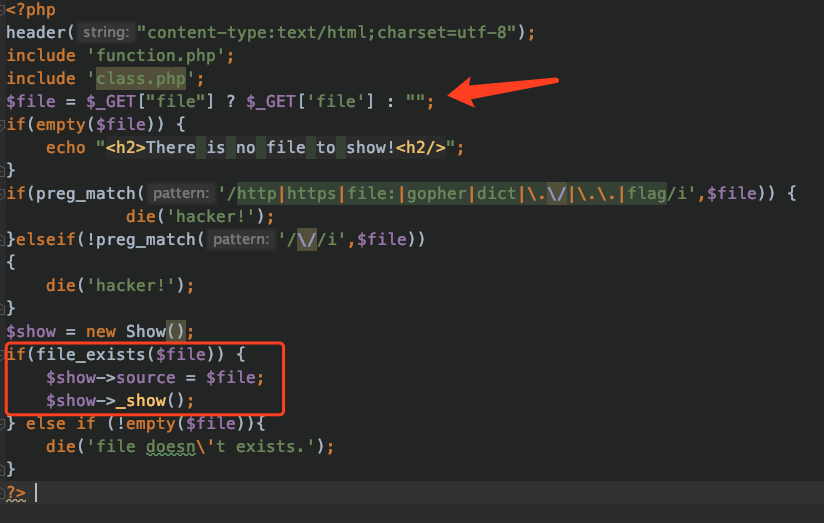 <?php
header( string: "content-type:text/html;charset=utf-8");
include 'function.php';
include 'class.php';
$file = $_GET["file"] ? $_GET['file'] : "";
if(empty($file)) {
    echo "<h2>There is no file to show!<h2/>";
}
if(preg_match( pattern: '/http|https|file:|gopher|dict|\.\/|\.\.|flag/i',$file)) {
            die('hacker!');
}elseif(!preg_match( pattern: '/\//i',$file))
{
    die('hacker!');
}
$show = new Show();
if(file_exists($file)) {
    $show->source = $file;
    $show->_show();
} else if (!empty($file)){
    die('file doesn\'t exists.');
}
?>